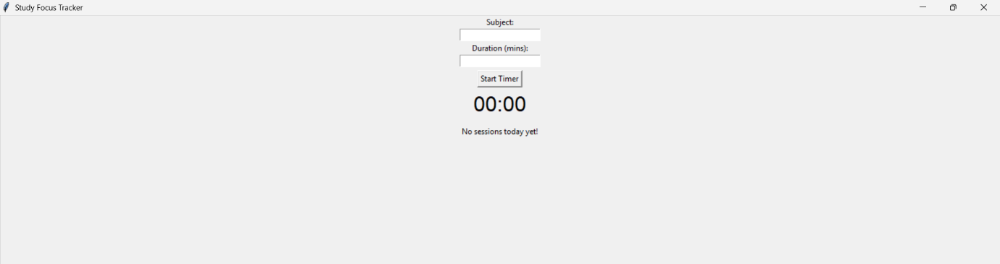 Study Focus Tracker
Subject:
Duration (mins):
Start Timer
00:00
No sessions today yet!